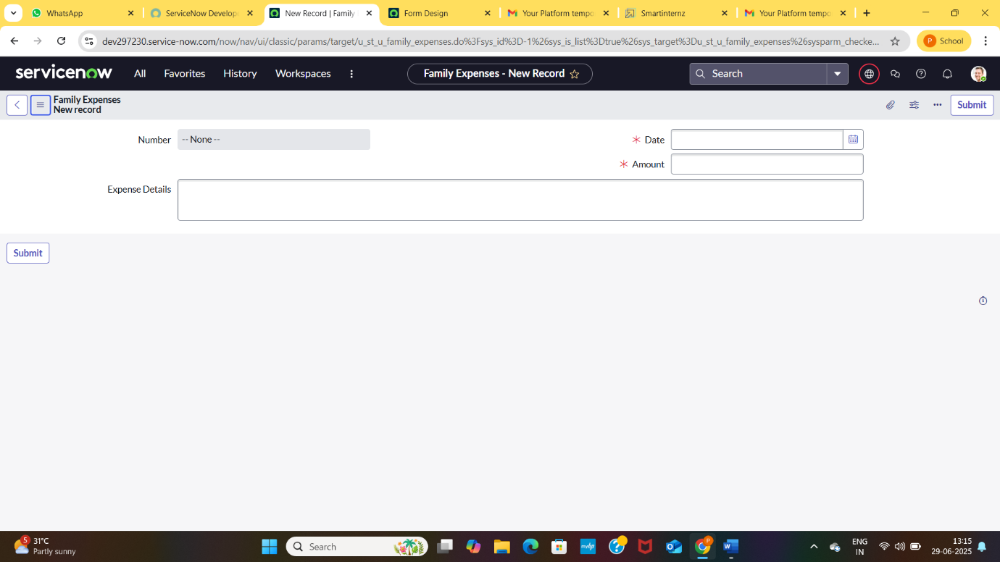 WhatsApp
ServiceNow Develop
New Record | Family
Form Design
Your Platform tempo
Smartinternz
Your Platform tempo
dev297230.service-now.com/now/nav/ui/classic/params/target/u_st_u_family_expenses.do%3Fsys_id%3D-1%26sys_is_list%3Dtrue%26sys_target%3Du_st_u_family_expenses%26sysparm_checke...
P School
servicenow All Favorites History Workspaces Family Expenses - New Record Search
Family Expenses
New record
Submit
Number -- None -- * Date
* Amount
Expense Details
Submit
5 31°C
Partly sunny
Search
myhp
P
W
ENG
IN
13:15
29-06-2025